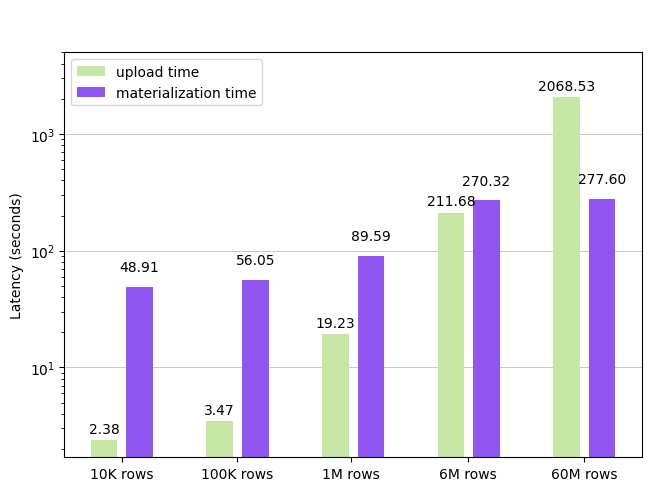 upload time
materialization time
Latency (seconds)
10³
10²
10¹
2.38
48.91
3.47
56.05
19.23
89.59
211.68
270.32
2068.53
277.60
10K rows
100K rows
1M rows
6M rows
60M rows